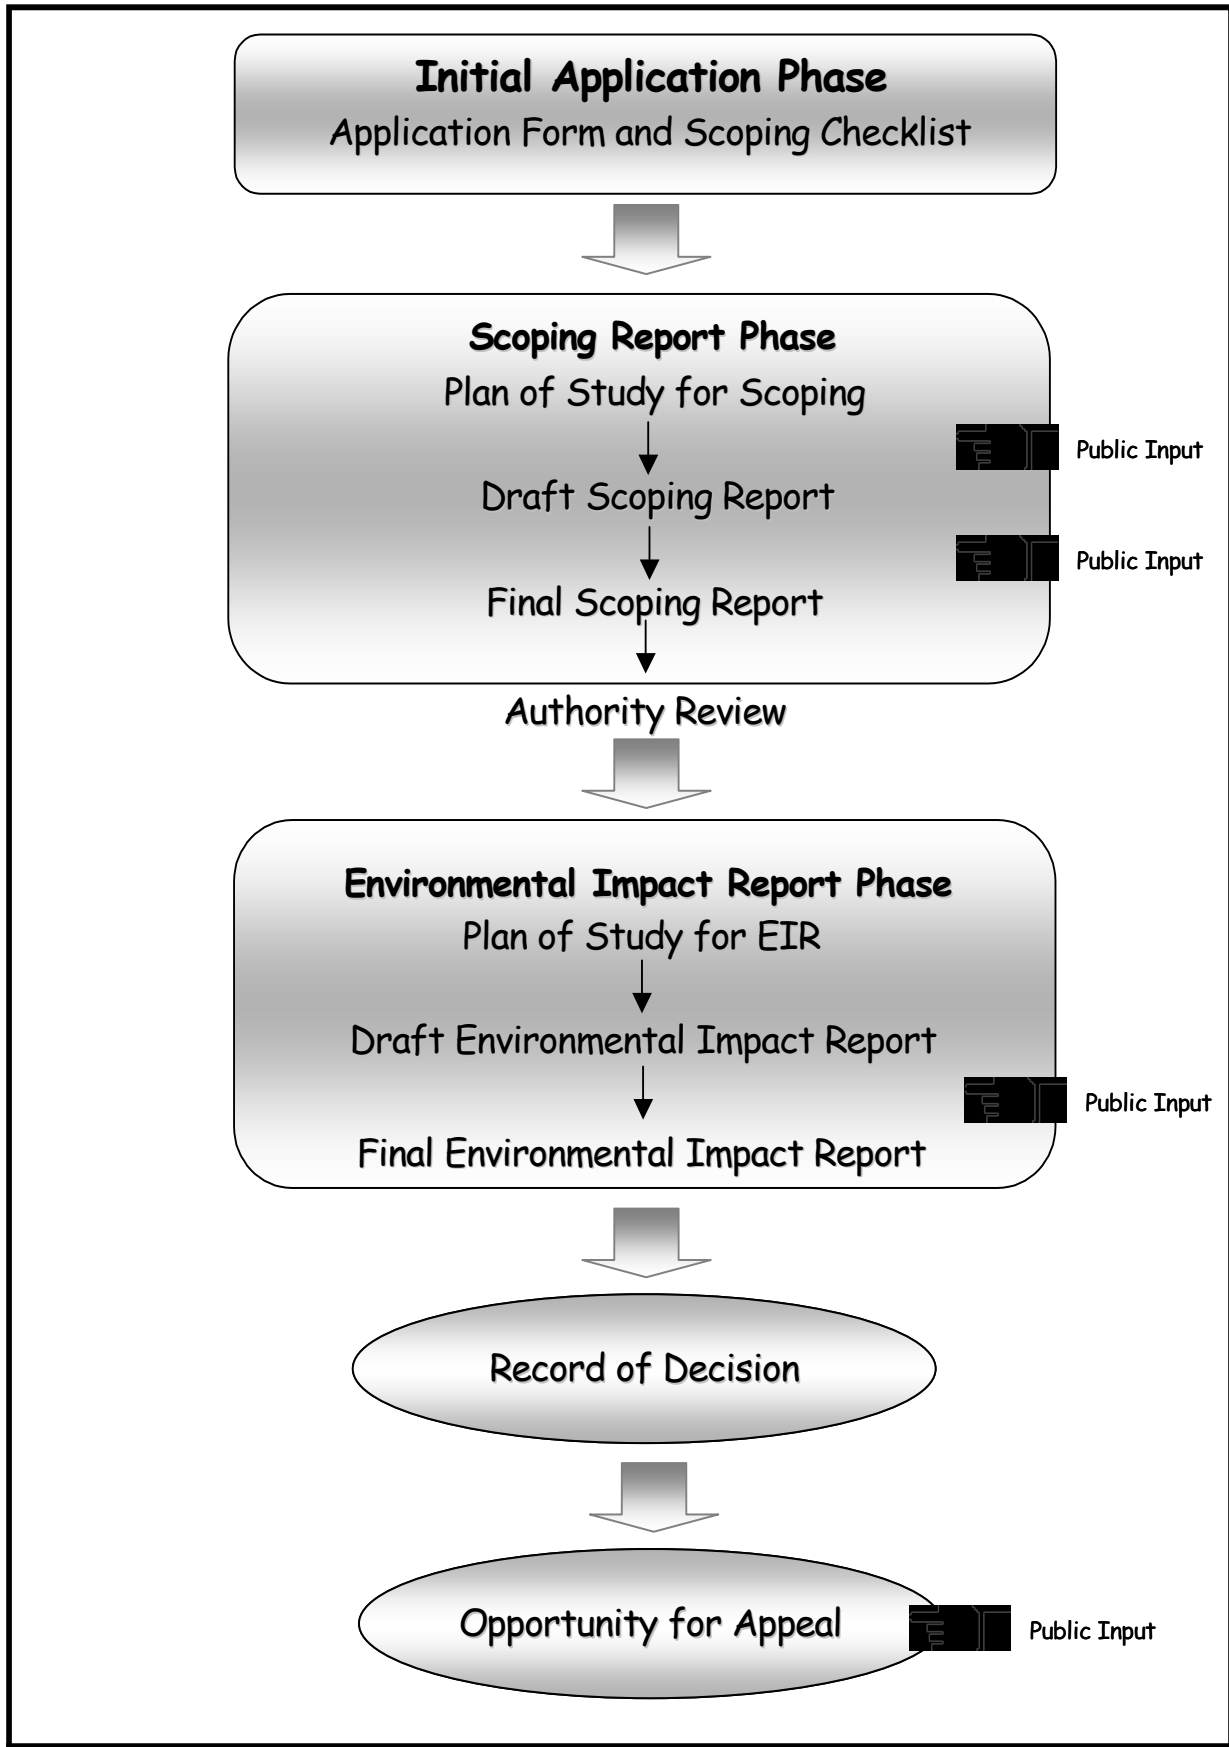 Initial Application Phase
Application Form and Scoping Checklist
Scoping Report Phase
Plan of Study for Scoping
Public Input
Draft Scoping Report
Public Input
Final Scoping Report
Authority Review
Environmental Impact Report Phase
Plan of Study for EIR
Draft Environmental Impact Report
Public Input
Final Environmental Impact Report
Record of Decision
Opportunity for Appeal
Public Input